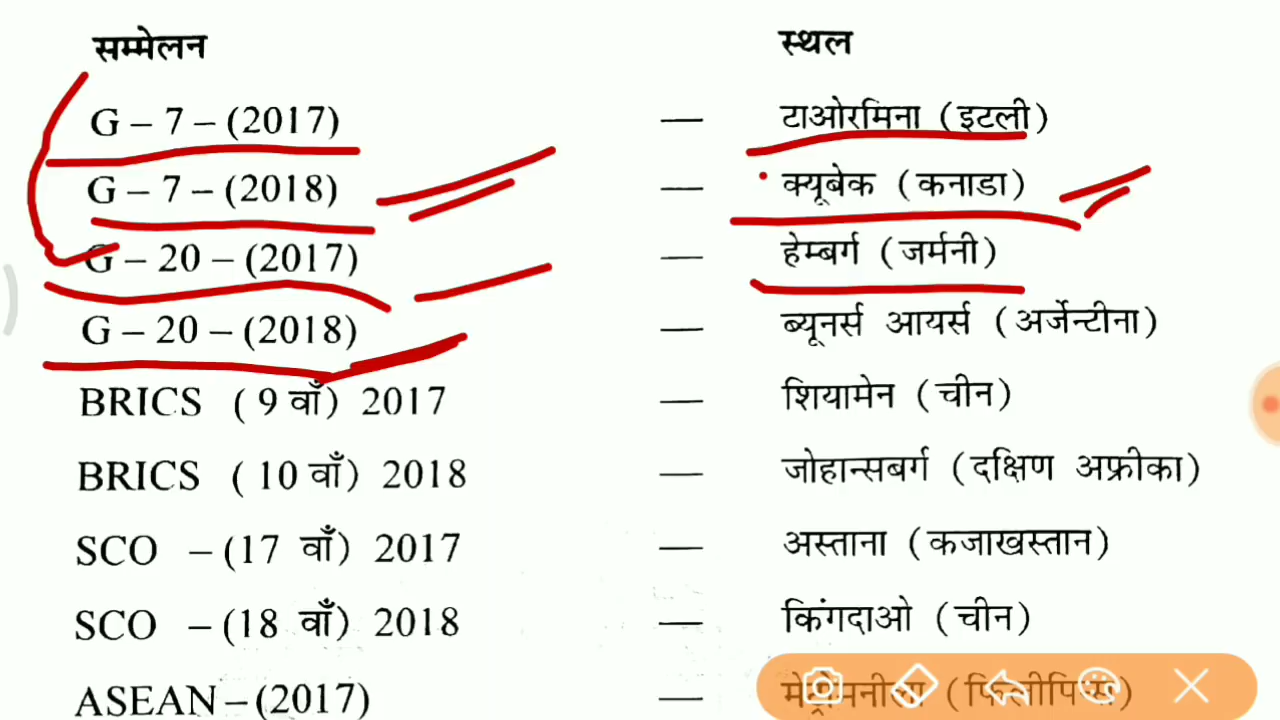 सम्मेलन स्थल
G – 7 – (2017) — टाओरमिना (इटली)
G – 7 – (2018) — क्यूबेक (कनाडा)
G – 20 – (2017) — हेम्बर्ग (जर्मनी)
G – 20 – (2018) — ब्यूनर्स आयर्स (अर्जेन्टीना)
BRICS ( 9 वाँ) 2017 — शियामेन (चीन)
BRICS ( 10 वाँ) 2018 — जोहान्सबर्ग (दक्षिण अफ्रीका)
SCO – (17 वाँ) 2017 — अस्ताना (कजाखस्तान)
SCO – (18 वाँ) 2018 — किंगदाओ (चीन)
ASEAN – (2017) —